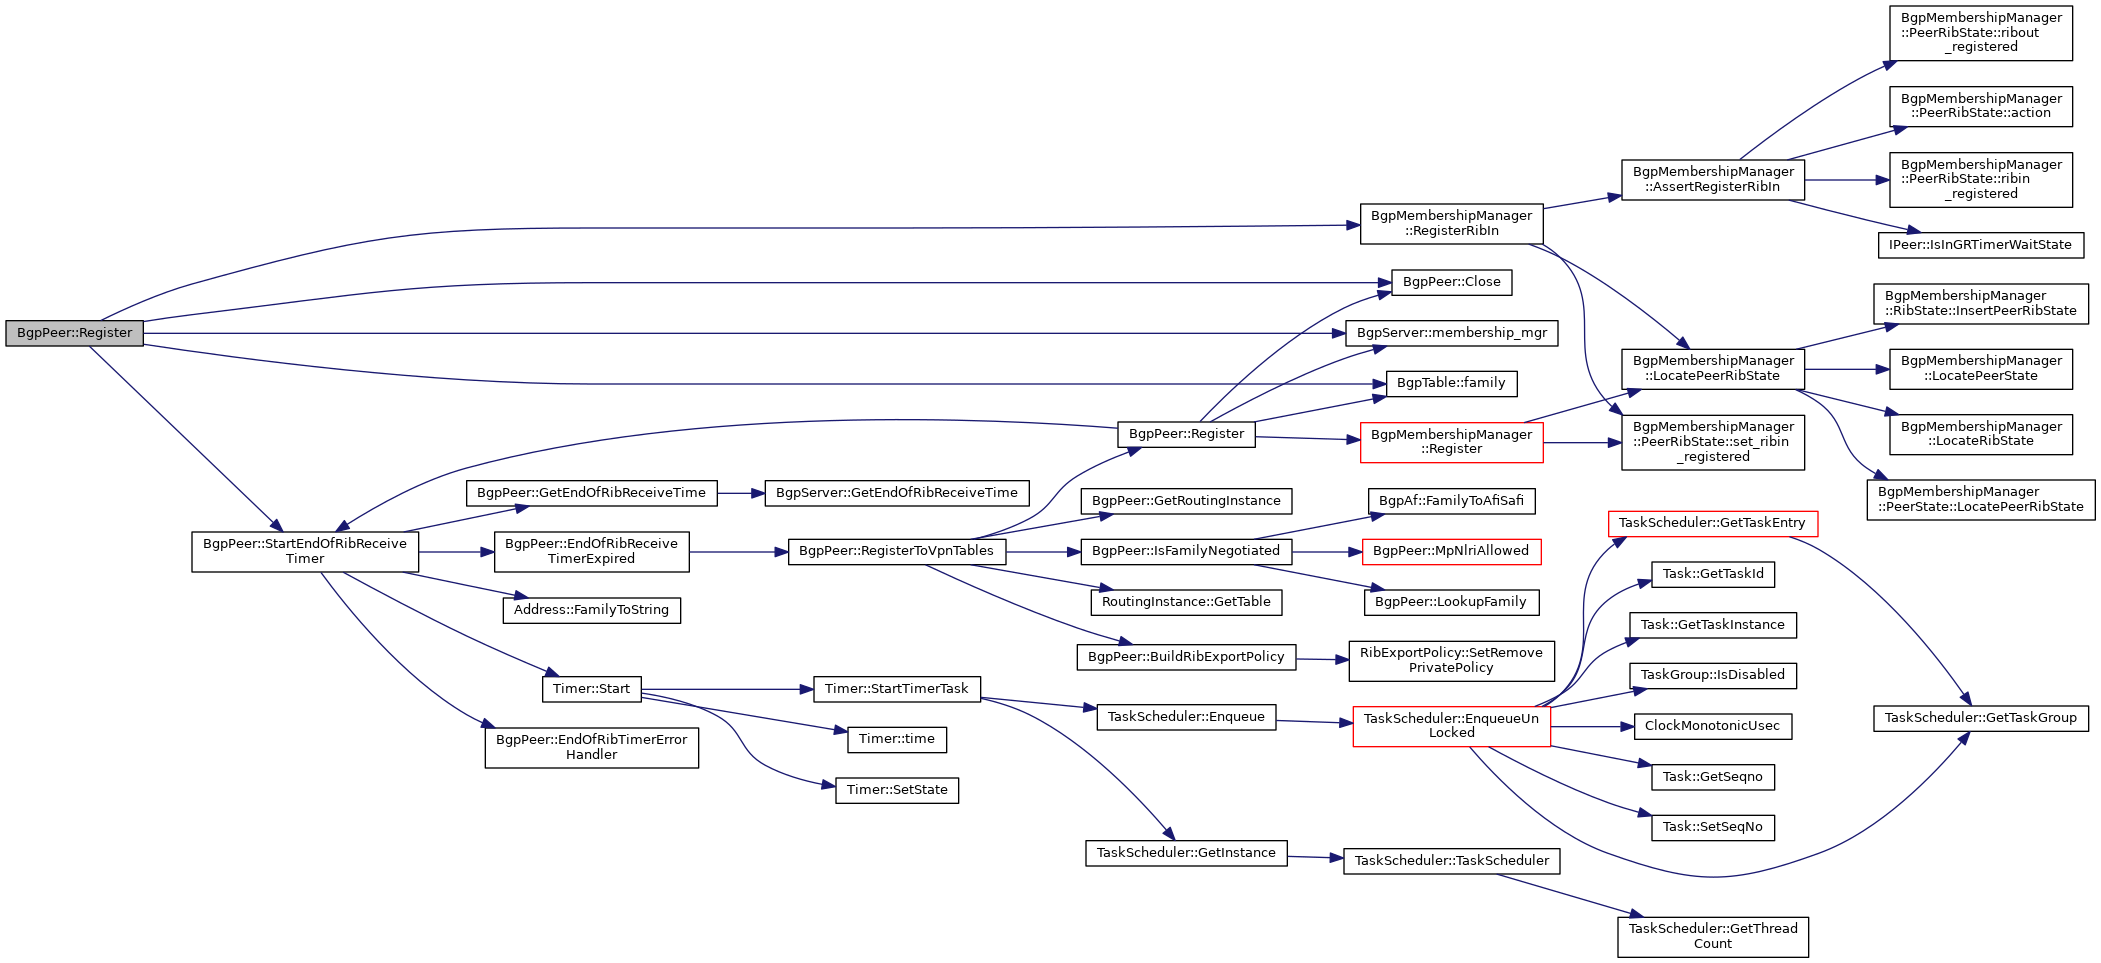 BgpPeer::Register
BgpPeer::StartEndOfRibReceive
Timer
BgpPeer::GetEndOfRibReceiveTime
BgpServer::GetEndOfRibReceiveTime
BgpPeer::EndOfRibReceive
TimerExpired
Address::FamilyToString
Timer::Start
BgpPeer::EndOfRibTimerError
Handler
BgpPeer::RegisterToVpnTables
Timer::StartTimerTask
Timer::time
Timer::SetState
BgpPeer::Register
BgpPeer::GetRoutingInstance
BgpPeer::IsFamilyNegotiated
RoutingInstance::GetTable
BgpPeer::BuildRibExportPolicy
TaskScheduler::Enqueue
TaskScheduler::GetInstance
BgpMembershipManager
::RegisterRibIn
BgpPeer::Close
BgpServer::membership_mgr
BgpTable::family
BgpMembershipManager
::Register
BgpAf::FamilyToAfiSafi
BgpPeer::MpNlriAllowed
BgpPeer::LookupFamily
RibExportPolicy::SetRemove
PrivatePolicy
TaskScheduler::EnqueueUn
Locked
TaskScheduler::TaskScheduler
BgpMembershipManager
::AssertRegisterRibIn
BgpMembershipManager
::LocatePeerRibState
BgpMembershipManager
::PeerRibState::set_ribin
_registered
TaskScheduler::GetTaskEntry
Task::GetTaskId
Task::GetTaskInstance
TaskGroup::IsDisabled
ClockMonotonicUsec
Task::GetSeqno
Task::SetSeqNo
TaskScheduler::GetThread
Count
BgpMembershipManager
::PeerRibState::ribout
_registered
BgpMembershipManager
::PeerRibState::action
BgpMembershipManager
::PeerRibState::ribin
_registered
IPeer::IsInGRTimerWaitState
BgpMembershipManager
::RibState::InsertPeerRibState
BgpMembershipManager
::LocatePeerState
BgpMembershipManager
::LocateRibState
BgpMembershipManager
::PeerState::LocatePeerRibState
TaskScheduler::GetTaskGroup